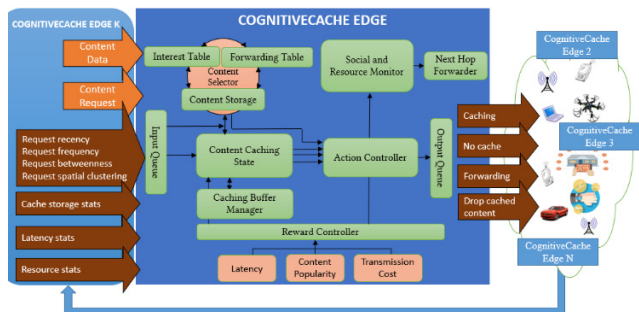 COGNITIVECACHE EDGE K
COGNITIVECACHE EDGE
Content
Data
Content
Request
Request recency
Request frequency
Request betweenness
Request spatial clustering
Cache storage stats
Latency stats
Resource stats
Interest Table
Forwarding Table
Content
Selector
Content Storage
Input Queue
Content Caching
State
Caching Buffer
Manager
Social and
Resource Monitor
Next Hop
Forwarder
Action Controller
Output Queue
Reward Controller
Latency
Content
Popularity
Transmission
Cost
Caching
No cache
Forwarding
Drop cached
content
CognitiveCache
Edge 2
CognitiveCache
Edge 3
CognitiveCache
Edge N